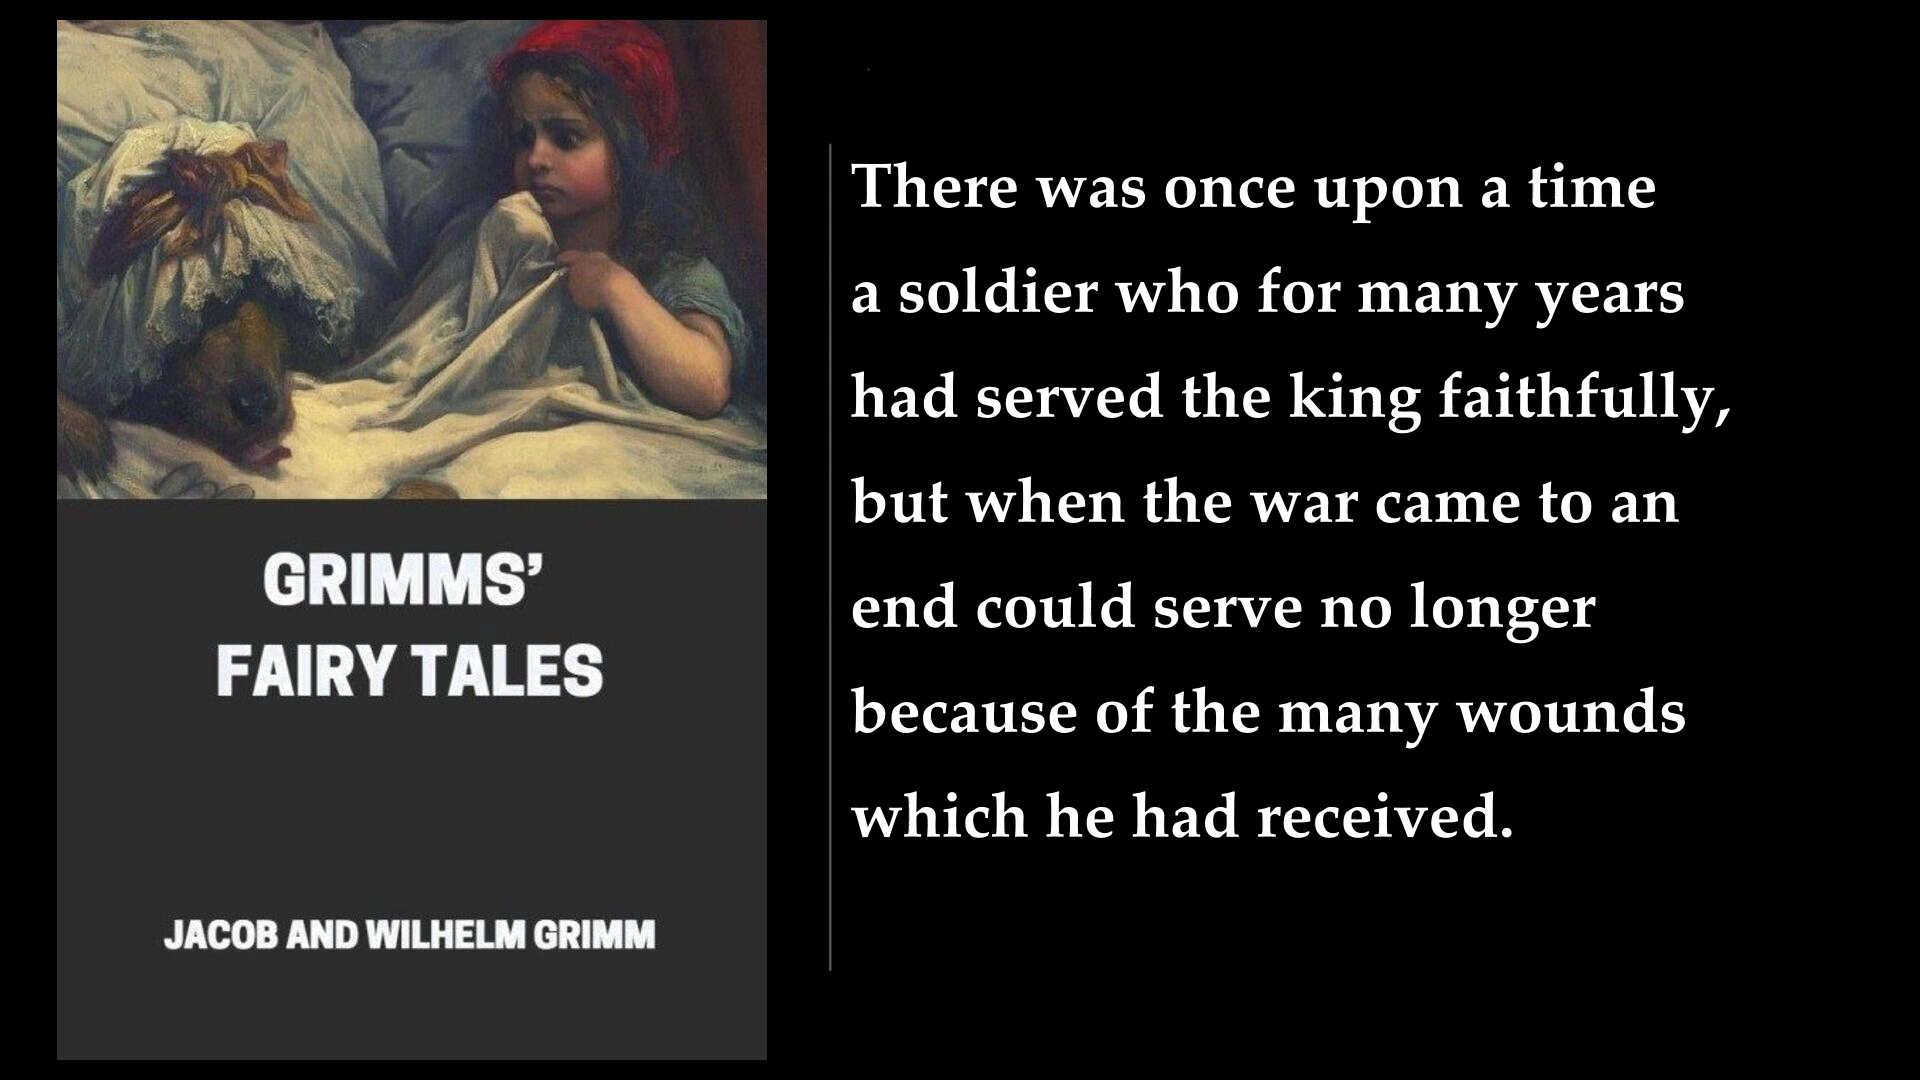 GRIMMS’
FAIRY TALES
JACOB AND WILHELM GRIMM
There was once upon a time
a soldier who for many years
had served the king faithfully,
but when the war came to an
end could serve no longer
because of the many wounds
which he had received.